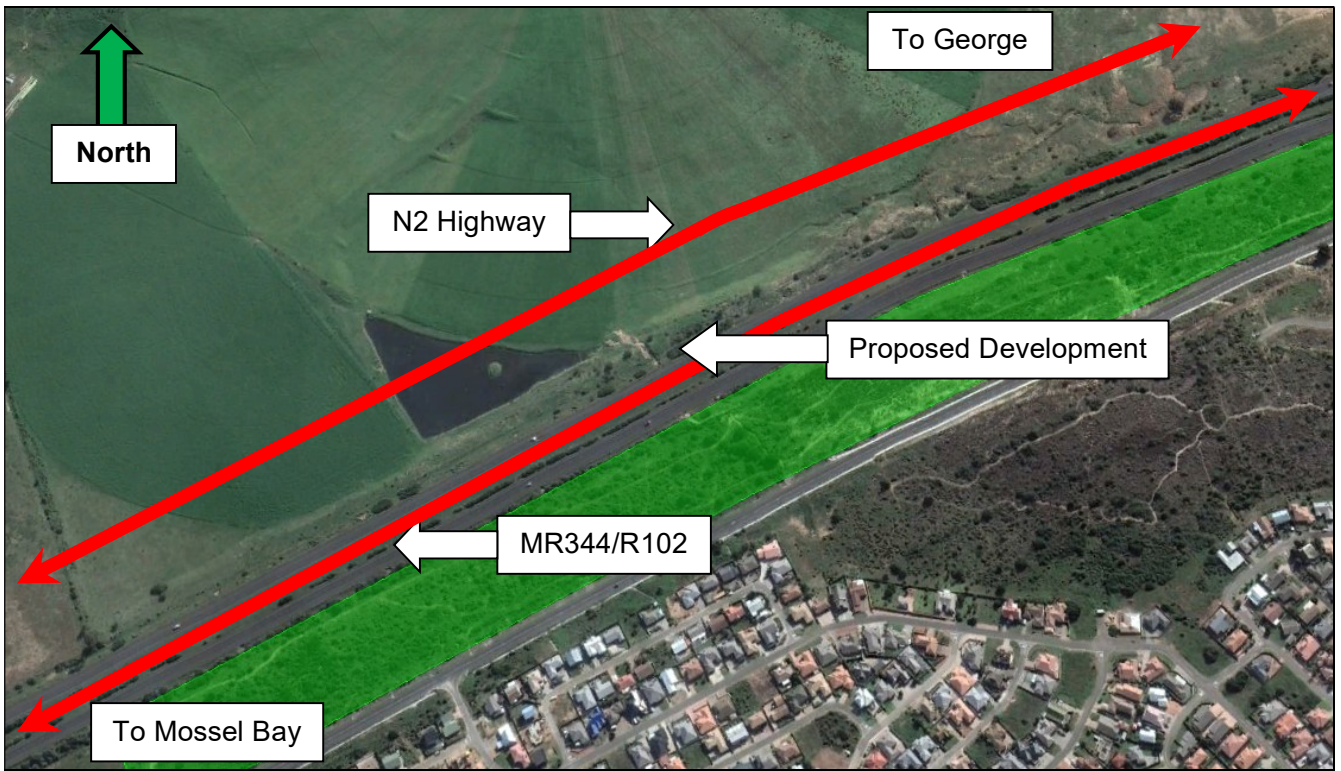 To George
North
N2 Highway
Proposed Development
MR344/R102
To Mossel Bay